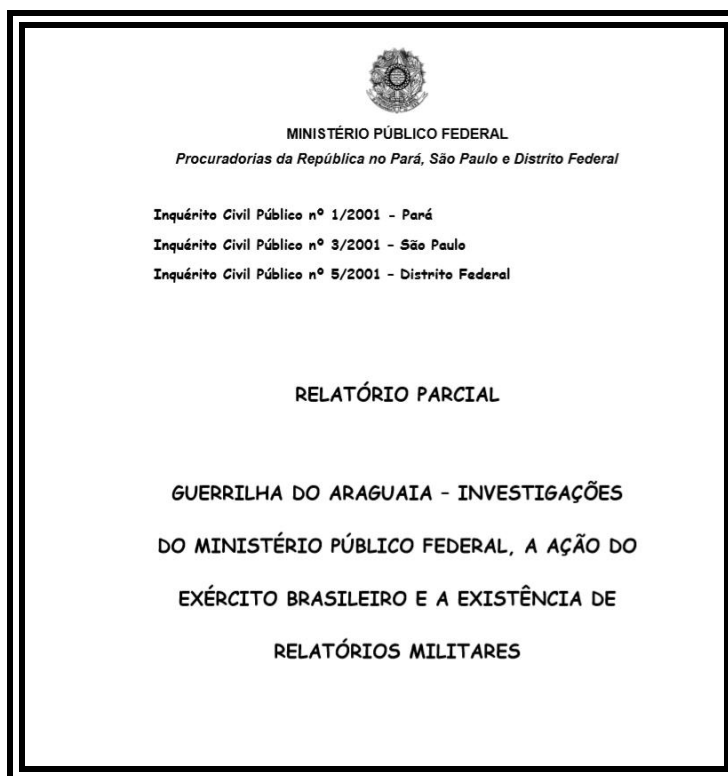 MINISTÉRIO PÚBLICO FEDERAL
Procuradorias da República no Pará, São Paulo e Distrito Federal
Inquérito Civil Público nº 1/2001 - Pará
Inquérito Civil Público nº 3/2001 – São Paulo
Inquérito Civil Público nº 5/2001 – Distrito Federal
RELATÓRIO PARCIAL
GUERRILHA DO ARAGUAIA – INVESTIGAÇÕES
DO MINISTÉRIO PÚBLICO FEDERAL, A AÇÃO DO
EXÉRCITO BRASILEIRO E A EXISTÊNCIA DE
RELATÓRIOS MILITARES